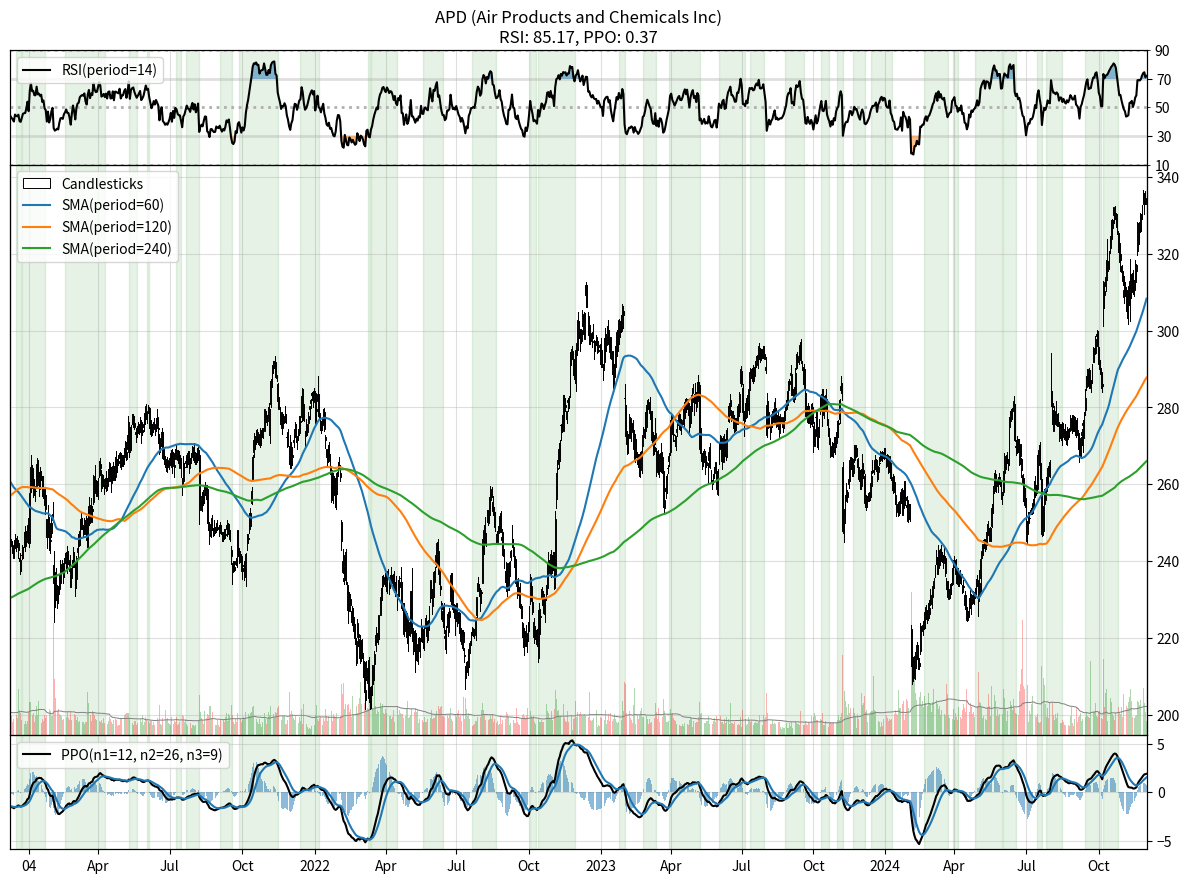 APD (Air Products and Chemicals Inc)
RSI: 85.17, PPO: 0.37
RSI(period=14)
90
70
50
30
10
Candlesticks
SMA(period=60)
SMA(period=120)
SMA(period=240)
340
320
300
280
260
240
220
200
PPO(n1=12, n2=26, n3=9)
5
0
−5
04 Apr Jul Oct 2022 Apr Jul Oct 2023 Apr Jul Oct 2024 Apr Jul Oct